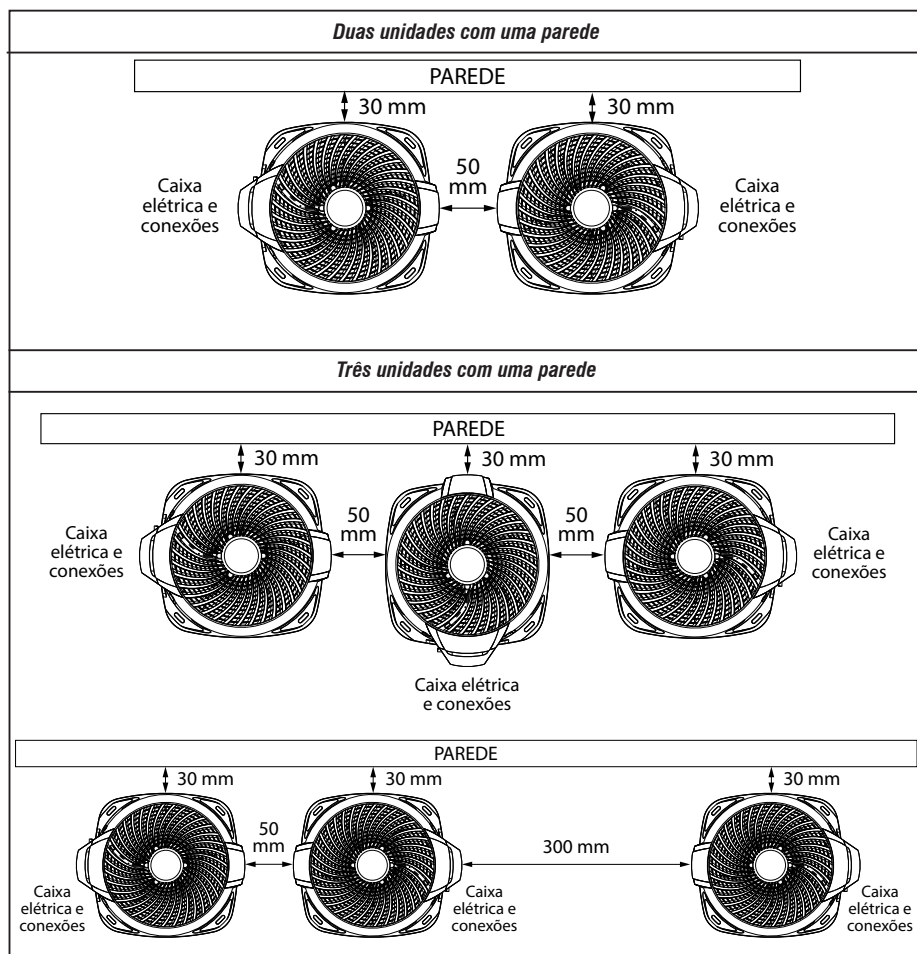 Duas unidades com uma parede
PAREDE
30 mm
30 mm
50
mm
Caixa
elétrica e
conexões
Caixa
elétrica e
conexões
Três unidades com uma parede
PAREDE
30 mm
30 mm
30 mm
50
mm
50
mm
Caixa
elétrica e
conexões
Caixa
elétrica e
conexões
Caixa elétrica
e conexões
PAREDE
30 mm
30 mm
30 mm
50
mm
300 mm
Caixa
elétrica e
conexões
Caixa
elétrica e
conexões
Caixa
elétrica e
conexões